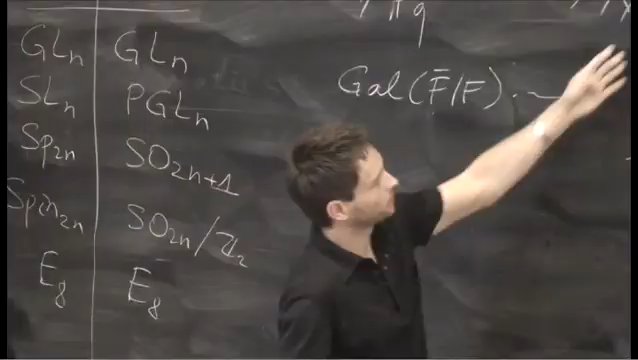 GLn GLn
SLn PGLn
Sp2n SO2n+1
Spin2n SO2n/Z2
E8 E8
Gal(F̄/F)